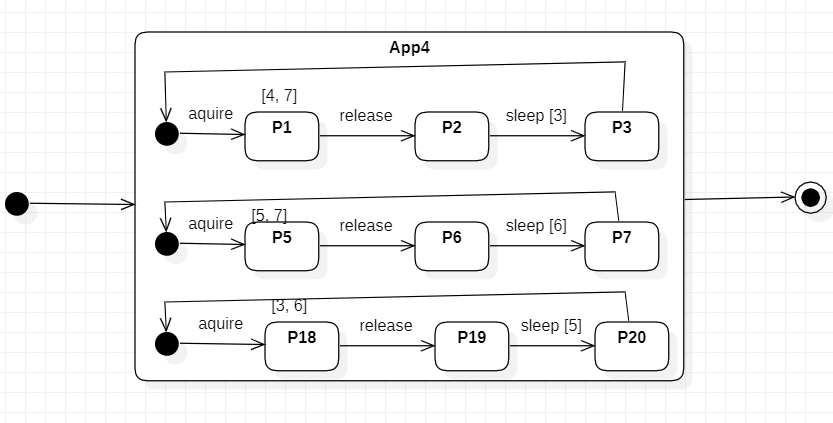 App4
[4, 7]
aquire
release
sleep [3]
P1
P2
P3
[5, 7]
aquire
release
sleep [6]
P5
P6
P7
[3, 6]
aquire
release
sleep [5]
P18
P19
P20